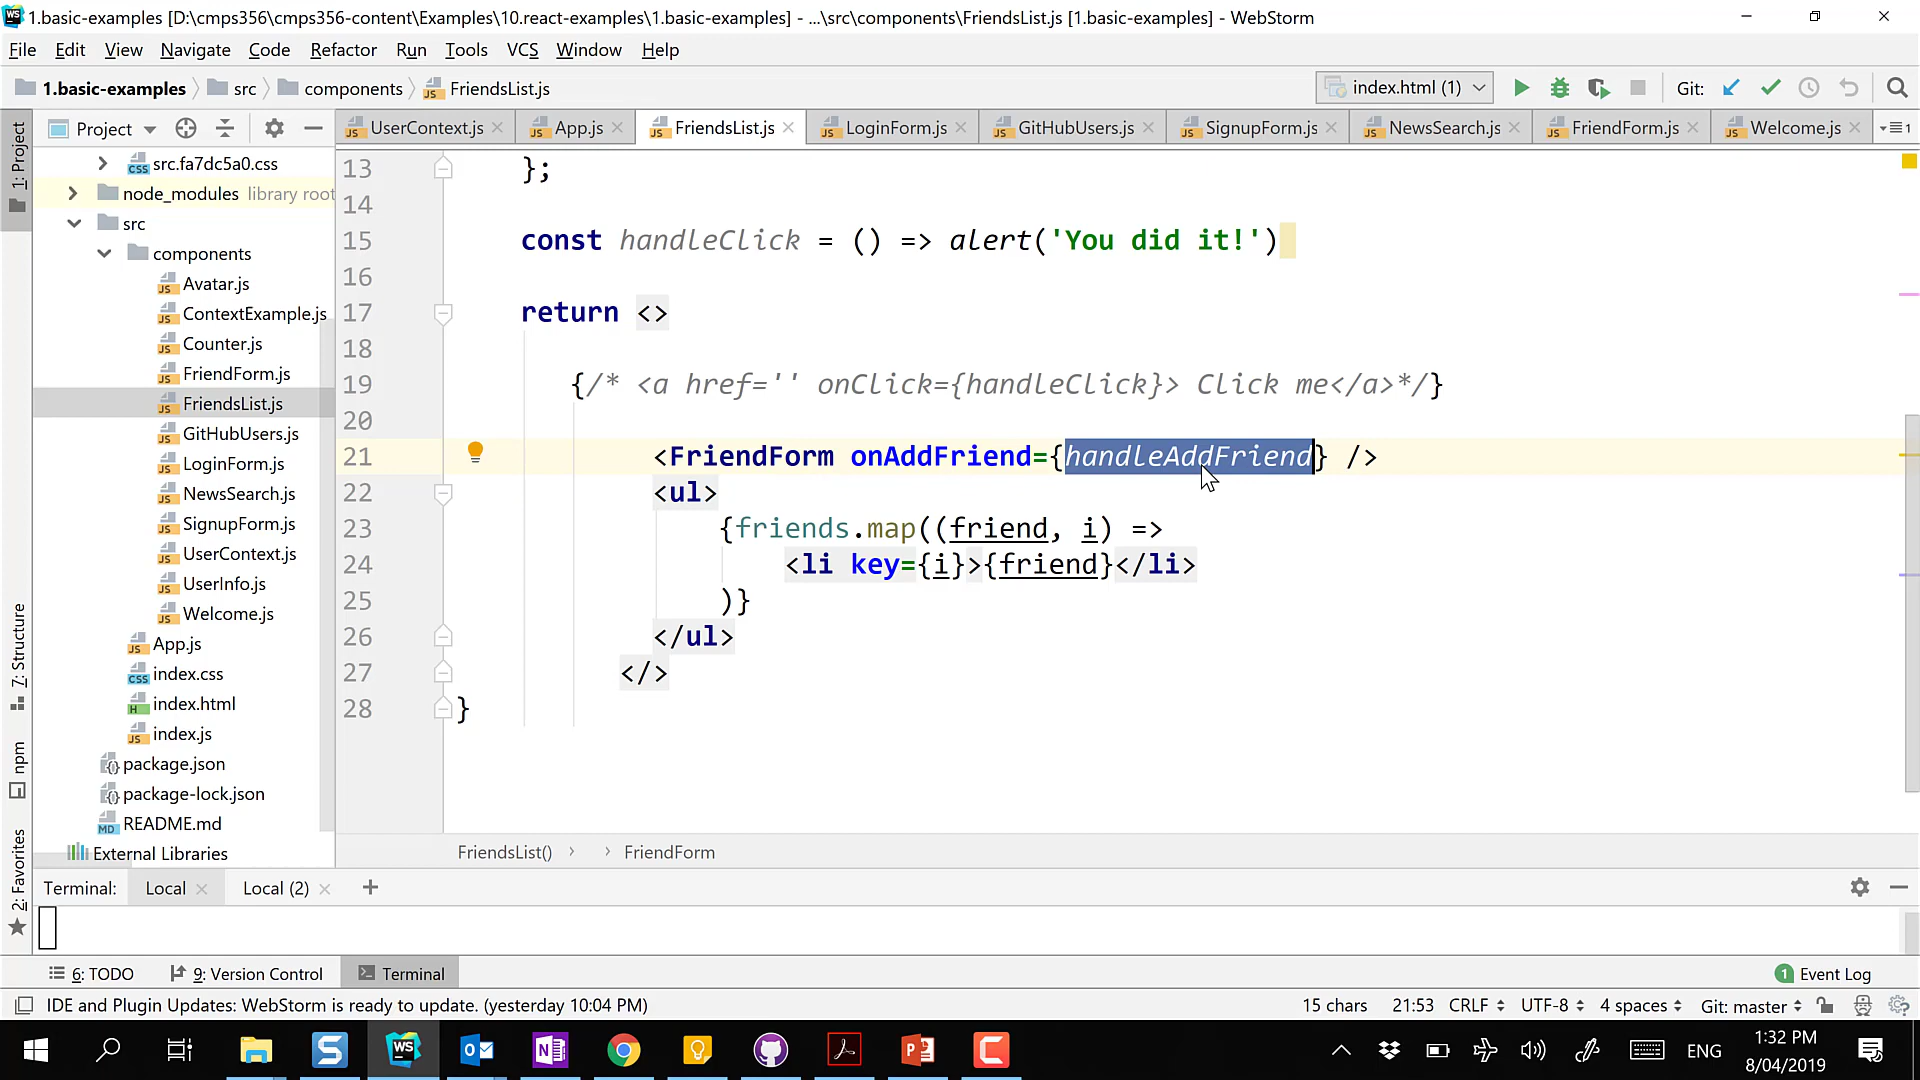 1.basic-examples [D:\cmps356\cmps356-content\Examples\10.react-examples\1.basic-examples] - ...\src\components\FriendsList.js [1.basic-examples] - WebStorm
File Edit View Navigate Code Refactor Run Tools VCS Window Help
1.basic-examples src components FriendsList.js index.html (1) Git:
Project UserContext.js App.js FriendsList.js LoginForm.js GitHubUsers.js SignupForm.js NewsSearch.js FriendForm.js Welcome.js 1
1: Project
7: Structure
npm
2: Favorites
src.fa7dc5a0.css
node_modules library root
src
components
Avatar.js
ContextExample.js
Counter.js
FriendForm.js
FriendsList.js
GitHubUsers.js
LoginForm.js
NewsSearch.js
SignupForm.js
UserContext.js
UserInfo.js
Welcome.js
App.js
index.css
index.html
index.js
package.json
package-lock.json
README.md
External Libraries
13 };
14
15 const handleClick = () => alert('You did it!')
16
17 return <>
18
19 {/* <a href='' onClick={handleClick}> Click me</a>*/}
20
21 <FriendForm onAddFriend={handleAddFriend} />
22 <ul>
23 {friends.map((friend, i) =>
24 <li key={i}>{friend}</li>
25 )}
26 </ul>
27 </>
28 }
FriendsList() FriendForm
Terminal: Local Local (2)
6: TODO 9: Version Control Terminal 1 Event Log
IDE and Plugin Updates: WebStorm is ready to update. (yesterday 10:04 PM) 15 chars 21:53 CRLF UTF-8 4 spaces Git: master
ENG 1:32 PM
8/04/2019